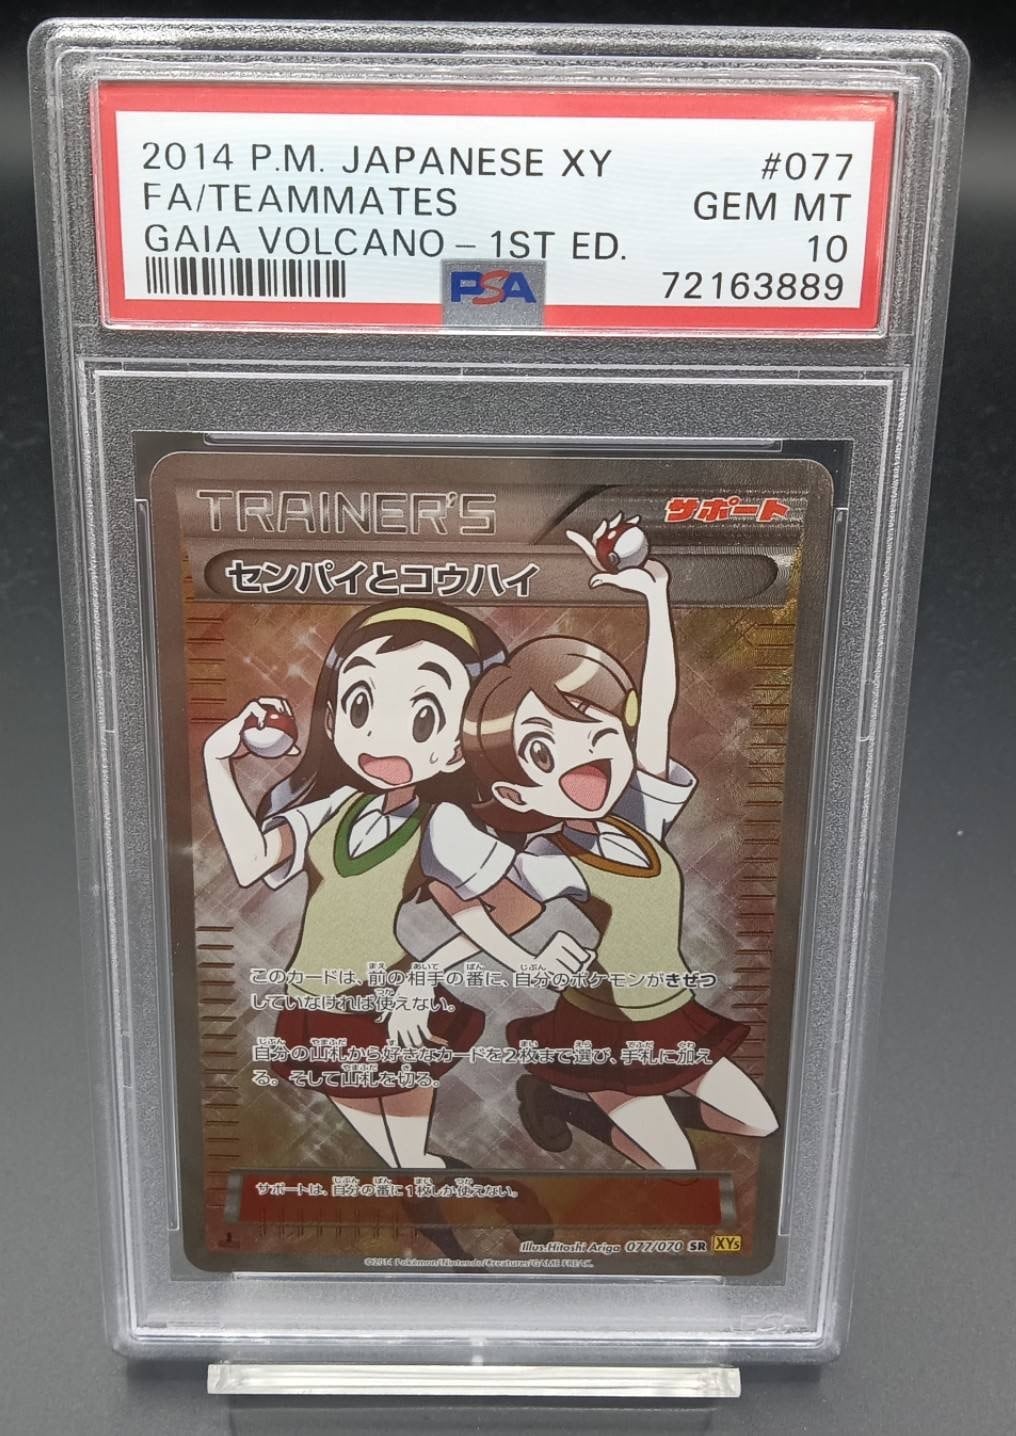 2014 P.M. JAPANESE XY #077
FA/TEAMMATES GEM MT
GAIA VOLCANO – 1ST ED. 10
PSA 72163889
TRAINER'S サポート
センパイとコウハイ
このカードは、前の相手の番に、自分のポケモンがきぜつ
していなければ使えない。
自分の山札から好きなカードを2枚まで選び、手札に加え
る。そして山札を切る。
サポートは、自分の番に1枚しか使えない。
Illus.Hitoshi Ariga 077/070 SR XY5
©2014 Pokémon/Nintendo/Creatures/GAME FREAK.